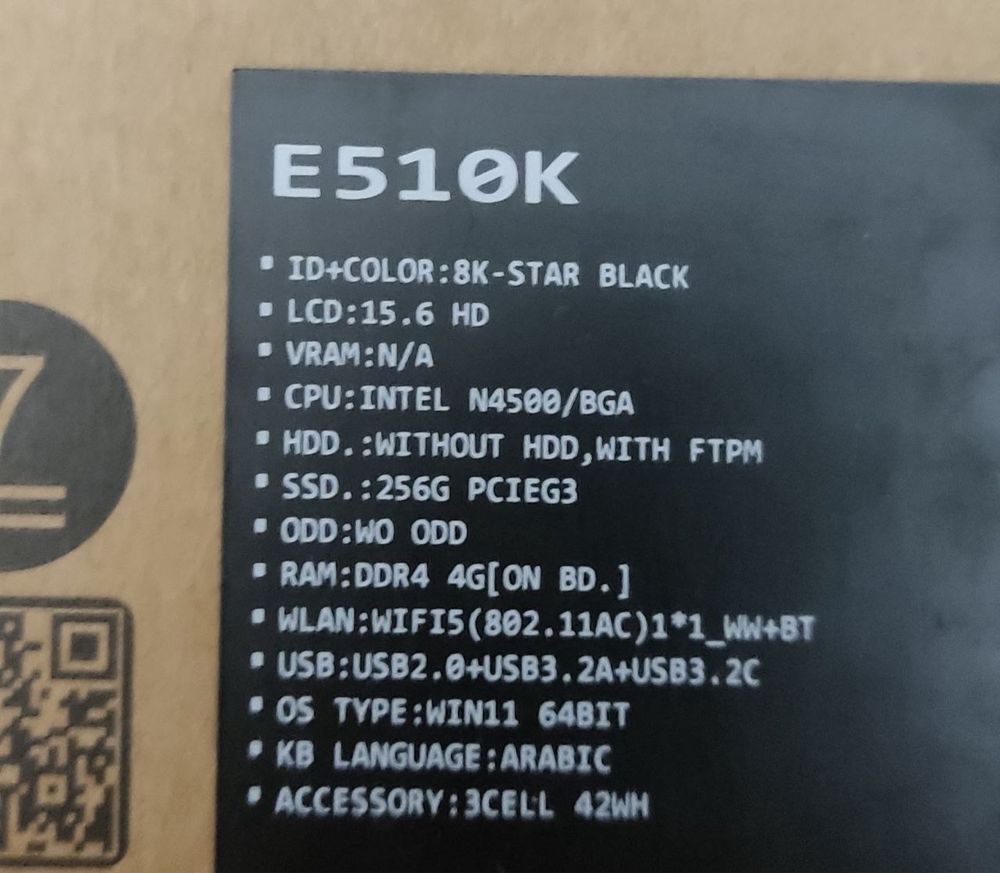 E510K
▪ ID+COLOR:8K-STAR BLACK
▪ LCD:15.6 HD
▪ VRAM:N/A
▪ CPU:INTEL N4500/BGA
▪ HDD.:WITHOUT HDD,WITH FTPM
▪ SSD.:256G PCIEG3
▪ ODD:WO ODD
▪ RAM:DDR4 4G[ON BD.]
▪ WLAN:WIFI5(802.11AC)1*1_WW+BT
▪ USB:USB2.0+USB3.2A+USB3.2C
▪ OS TYPE:WIN11 64BIT
▪ KB LANGUAGE:ARABIC
▪ ACCESSORY:3CELL 42WH